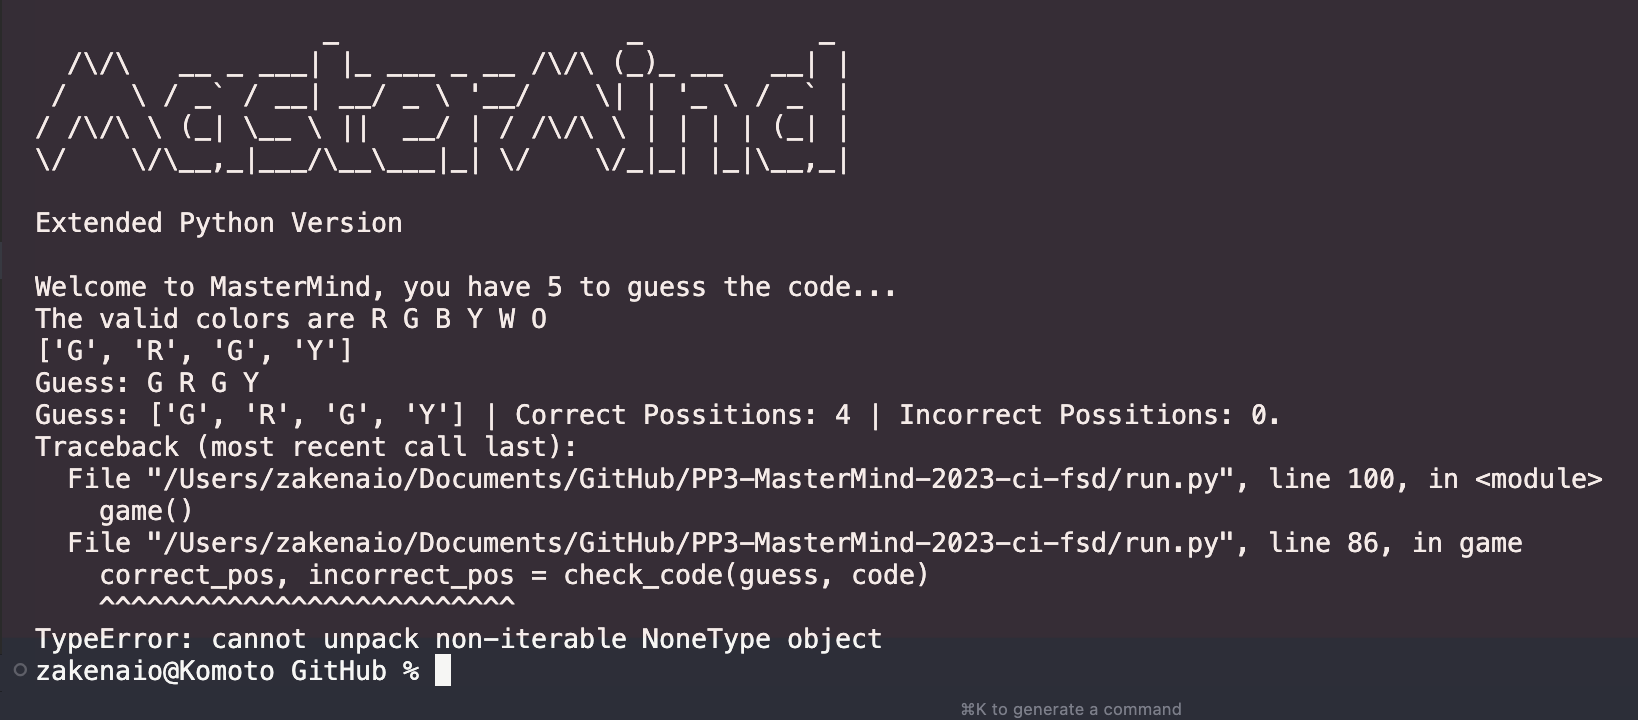 _                  _           _
  /\/\   __ _ ___| |_ ___ _ __ /\/\ (_)_ __   __| |
 /    \ / _` / __| __/ _ \ '__/    \| | '_ \ / _` |
/ /\/\ \ (_| \__ \ ||  __/ | / /\/\ \ | | | | (_| |
\/    \/\__,_|___/\__\___|_| \/    \/_|_| |_|\__,_|
Extended Python Version
Welcome to MasterMind, you have 5 to guess the code...
The valid colors are R G B Y W O
['G', 'R', 'G', 'Y']
Guess: G R G Y
Guess: ['G', 'R', 'G', 'Y'] | Correct Possitions: 4 | Incorrect Possitions: 0.
Traceback (most recent call last):
  File "/Users/zakenaio/Documents/GitHub/PP3-MasterMind-2023-ci-fsd/run.py", line 100, in <module>
    game()
  File "/Users/zakenaio/Documents/GitHub/PP3-MasterMind-2023-ci-fsd/run.py", line 86, in game
    correct_pos, incorrect_pos = check_code(guess, code)
    ^^^^^^^^^^^^^^^^^^^^^^^^^^
TypeError: cannot unpack non-iterable NoneType object
zakenaio@Komoto GitHub %
⌘K to generate a command